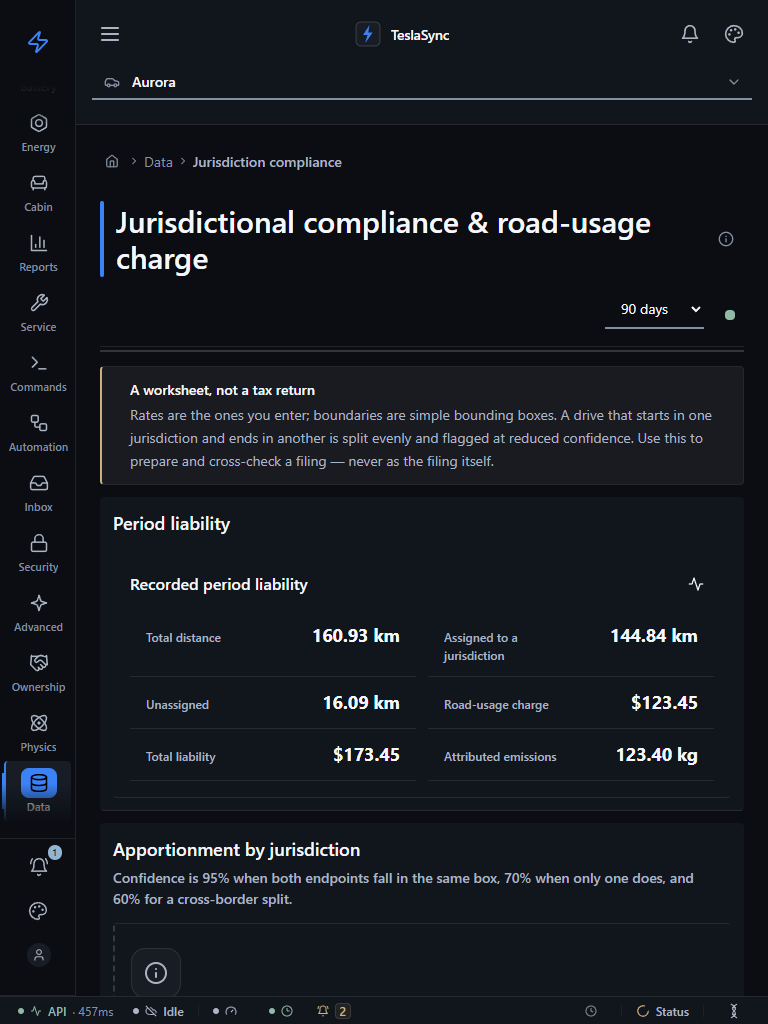 TeslaSync
Aurora
Energy
Cabin
Reports
Service
Commands
Automation
Inbox
Security
Advanced
Ownership
Physics
Data
1
Data
Jurisdiction compliance
Jurisdictional compliance & road-usage
charge
90 days
A worksheet, not a tax return
Rates are the ones you enter; boundaries are simple bounding boxes. A drive that starts in one
jurisdiction and ends in another is split evenly and flagged at reduced confidence. Use this to
prepare and cross-check a filing — never as the filing itself.
Period liability
Recorded period liability
Total distance 160.93 km
Assigned to a
jurisdiction
144.84 km
Unassigned 16.09 km
Road-usage charge $123.45
Total liability $173.45
Attributed emissions 123.40 kg
Apportionment by jurisdiction
Confidence is 95% when both endpoints fall in the same box, 70% when only one does, and
60% for a cross-border split.
API · 457ms
Idle
2
Status